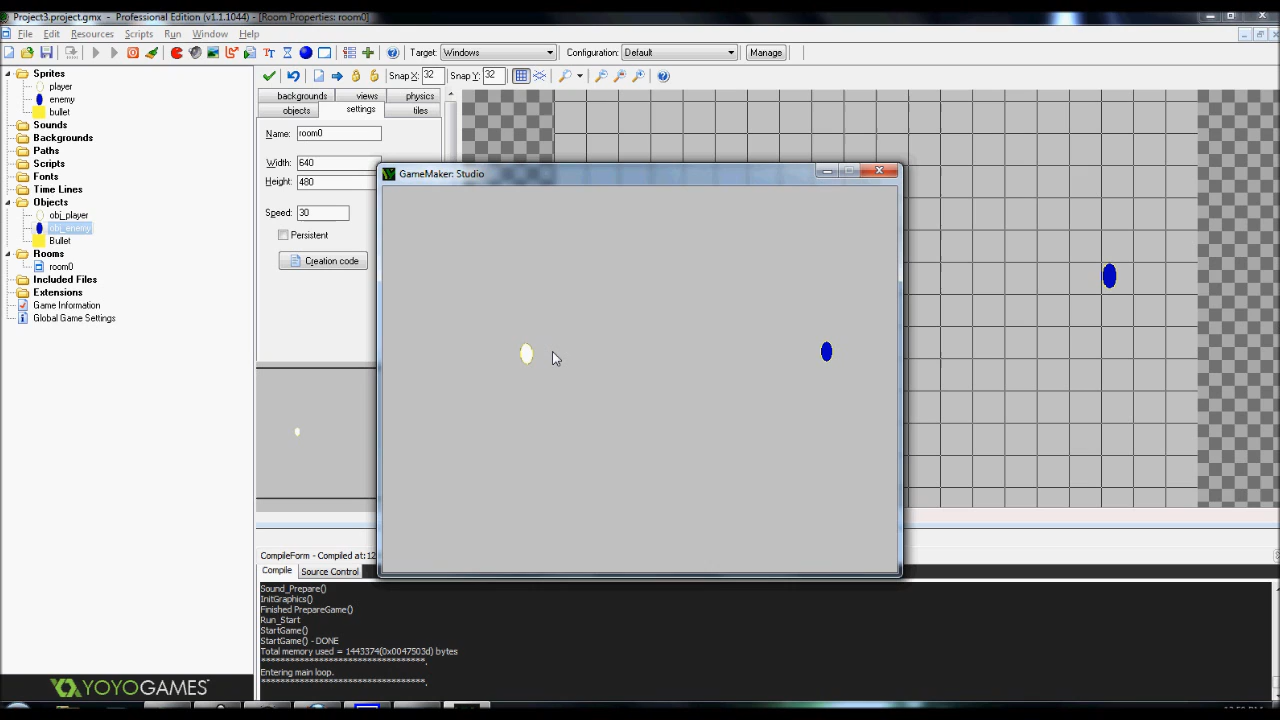 Project3.project.gmx - Professional Edition (v1.1.1044) - [Room Properties: room0]
File Edit Resources Scripts Run Window Help
Target: Windows Configuration: Default Manage
Snap X: 32 Snap Y: 32
Sprites
player
enemy
bullet
Sounds
Backgrounds
Paths
Scripts
Fonts
Time Lines
Objects
obj_player
obj_enemy
Bullet
Rooms
room0
Included Files
Extensions
Game Information
Global Game Settings
backgrounds views physics
objects settings tiles
Name: room0
Width: 640
Height: 480
Speed: 30
Persistent
Creation code
GameMaker: Studio
CompileForm - Compiled at:12
Compile Source Control
Sound_Prepare()
InitGraphics()
Finished PrepareGame()
Run_Start
StartGame()
StartGame() - DONE
Total memory used = 1443374(0x0047503d) bytes
**********************************.
Entering main loop.
**********************************.
YOYOGAMES™